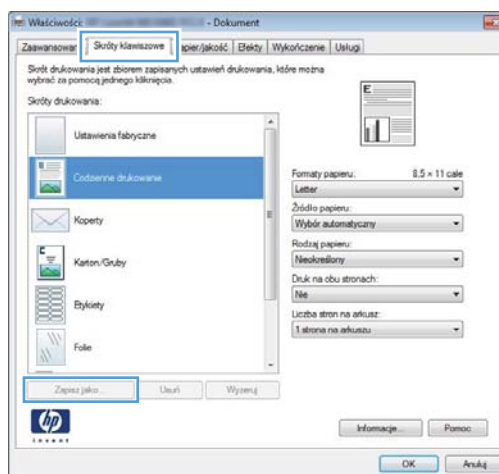 Właściwości: - Dokument
Zaawansowan Skróty klawiszowe apier/jakość Efekty Wykończenie Usługi
Skrót drukowania jest zbiorem zapisanych ustawień drukowania, które można
wybrać za pomocą jednego kliknięcia.
Skróty drukowania:
Ustawienia fabryczne
Codzienne drukowanie
Koperty
Karton/Gruby
Etykiety
Folie
Zapisz jako... Usuń Wyzeruj
E
Formaty papieru: 8.5 × 11 cale
Letter
Źródło papieru:
Wybór automatyczny
Rodzaj papieru:
Nieokreślony
Druk na obu stronach:
Nie
Liczba stron na arkusz:
1 strona na arkuszu
hp
invent
Informacje... Pomoc
OK Anuluj